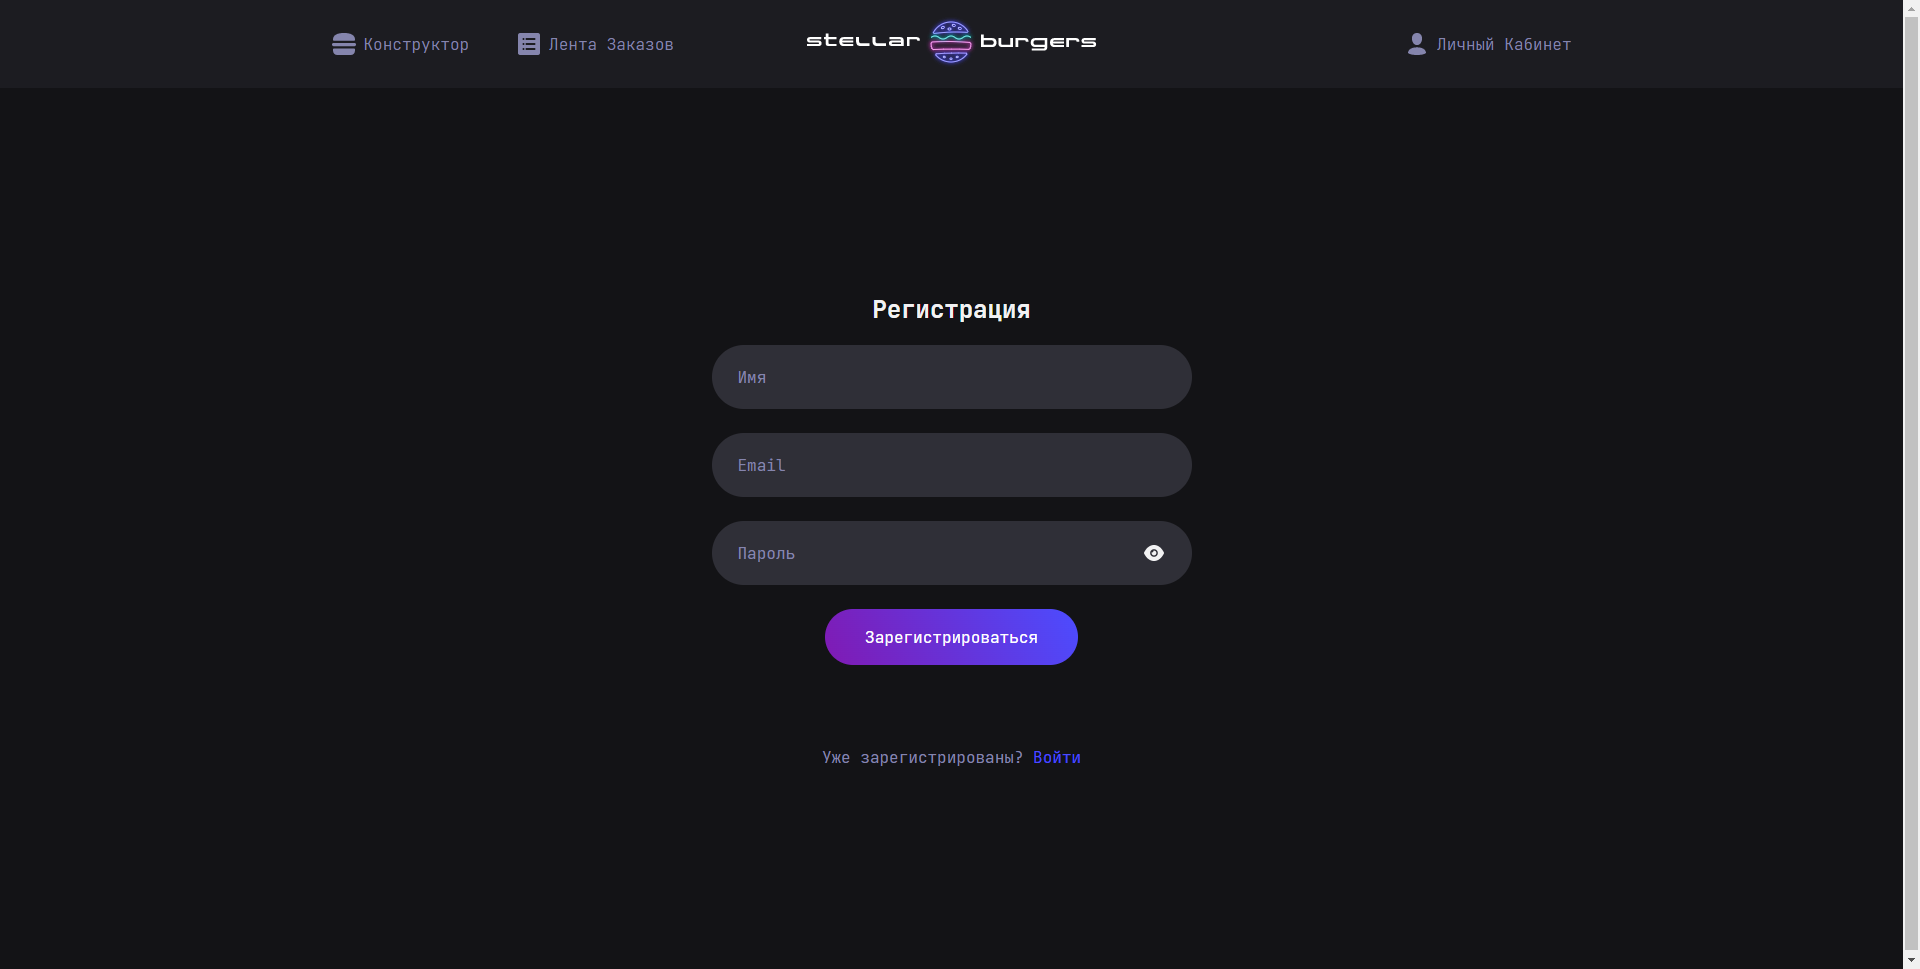 Конструктор
Лента Заказов
stellar burgers
Личный Кабинет
Регистрация
Имя
Email
Пароль
Зарегистрироваться
Уже зарегистрированы? Войти